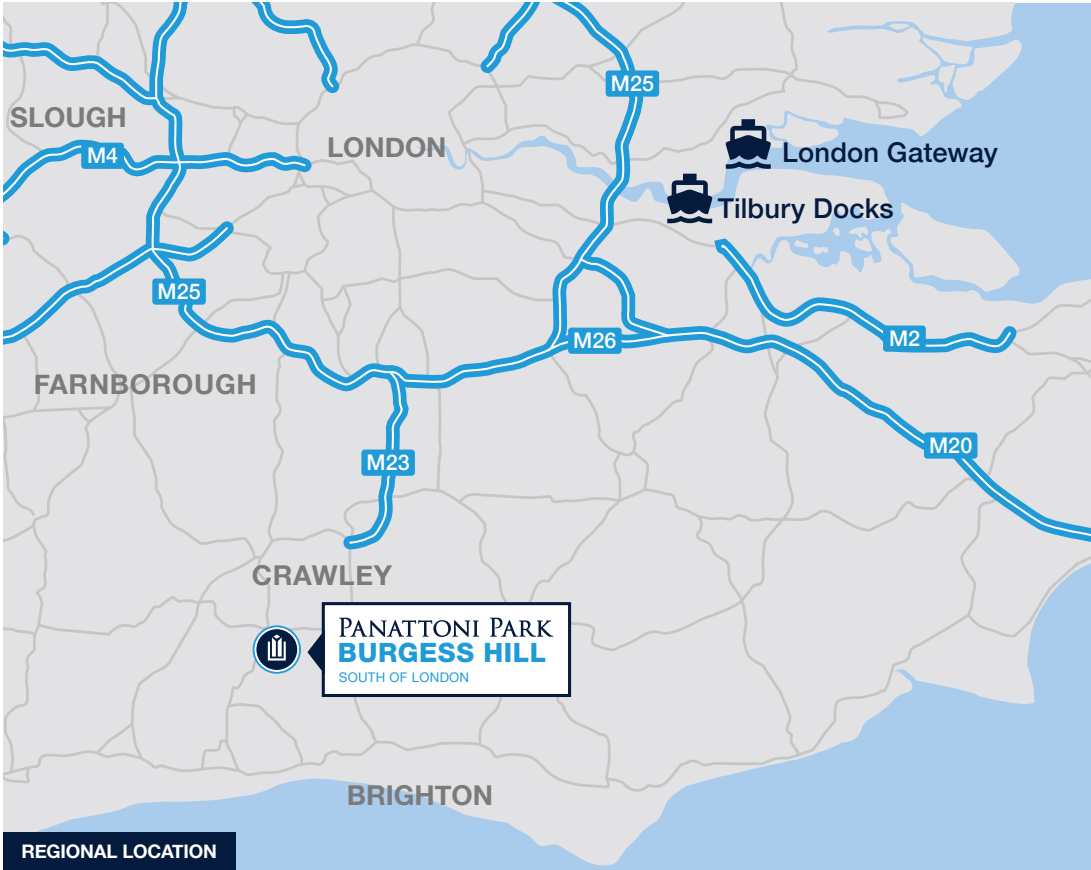 M25
SLOUGH
LONDON
M4
London Gateway
Tilbury Docks
M25
M26
M2
FARNBOROUGH
M20
M23
CRAWLEY
PANATTONI PARK
BURGESS HILL
SOUTH OF LONDON
BRIGHTON
REGIONAL LOCATION